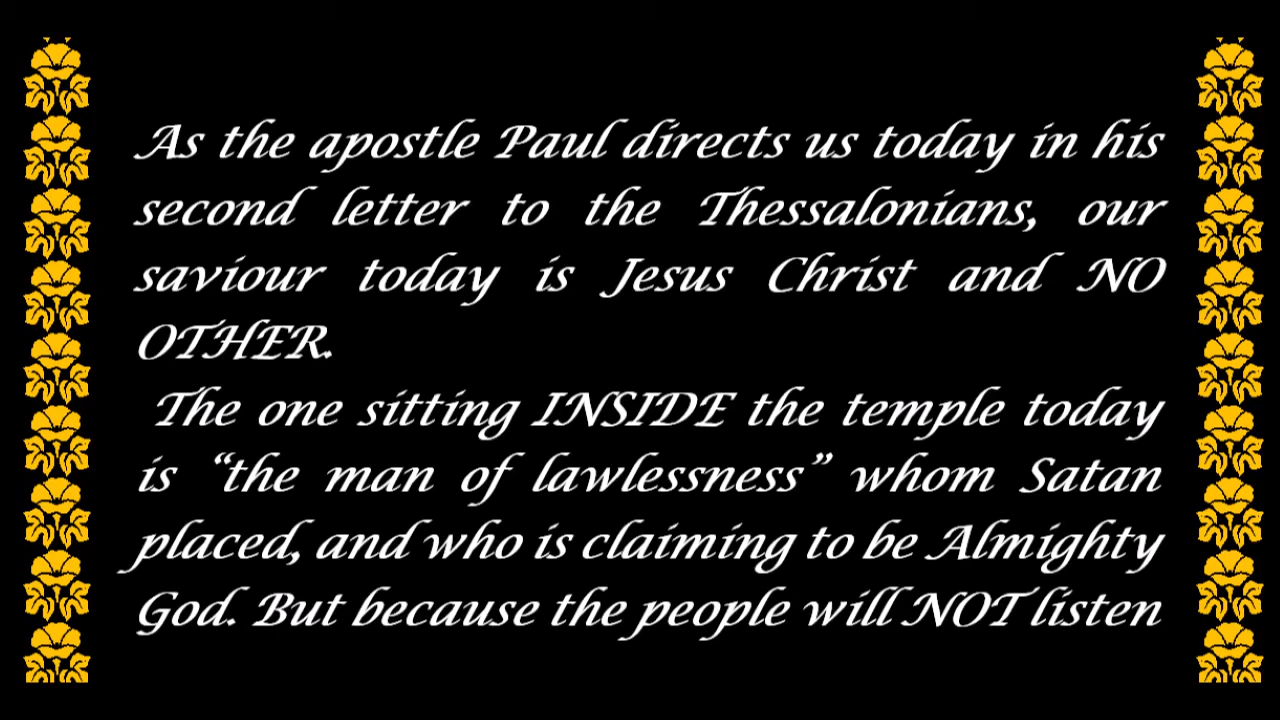 As the apostle Paul directs us today in his
second letter to the Thessalonians, our
saviour today is Jesus Christ and NO
OTHER.
The one sitting INSIDE the temple today
is “the man of lawlessness” whom Satan
placed, and who is claiming to be Almighty
God. But because the people will NOT listen